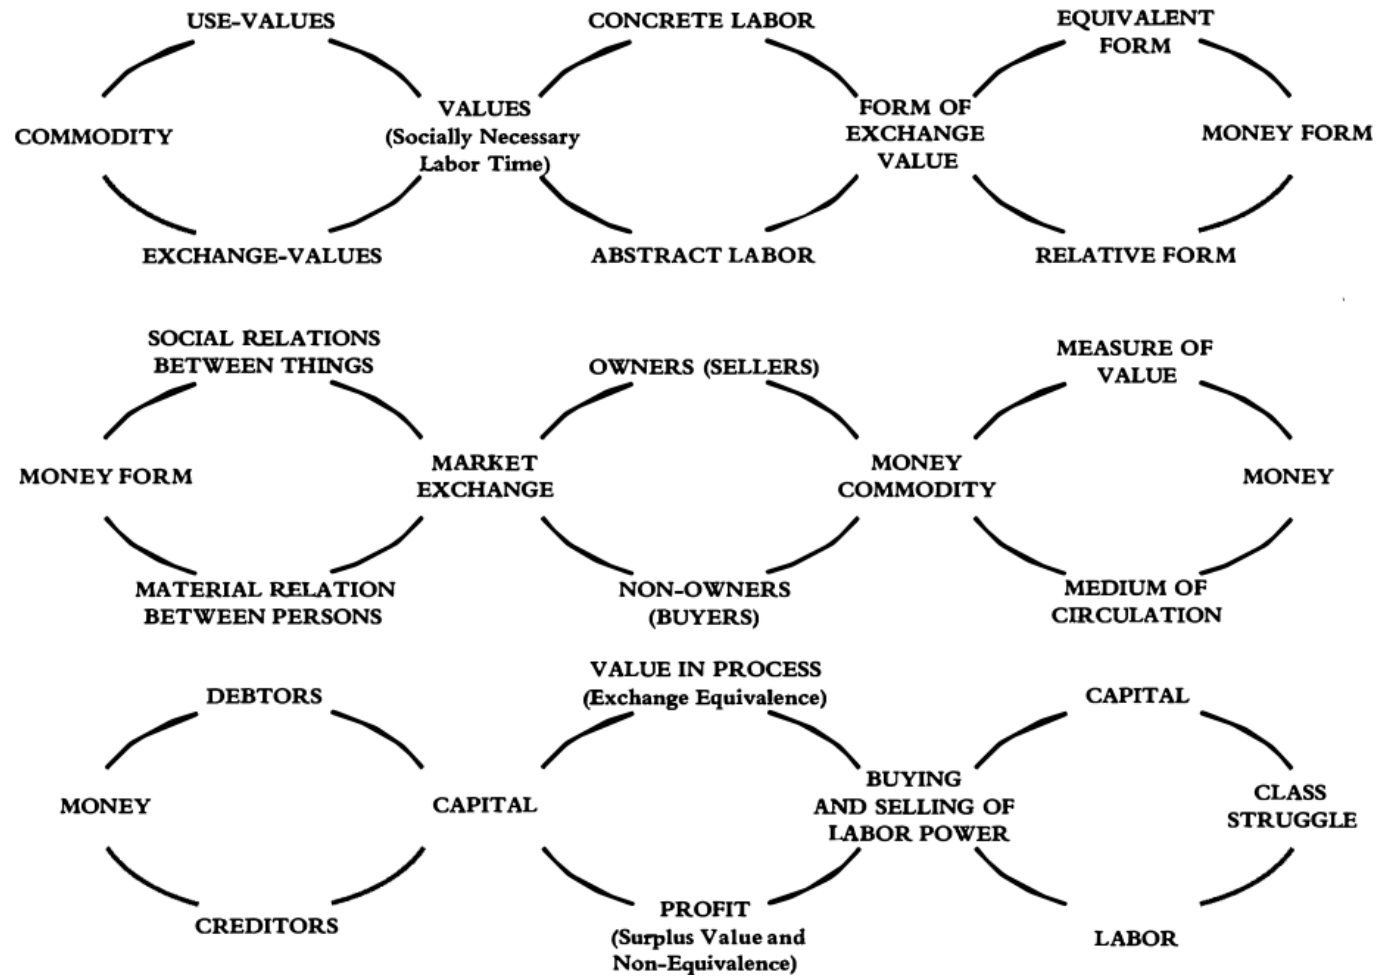 USE-VALUES
CONCRETE LABOR
EQUIVALENT
FORM
COMMODITY
VALUES
(Socially Necessary
Labor Time)
FORM OF
EXCHANGE
VALUE
MONEY FORM
EXCHANGE-VALUES
ABSTRACT LABOR
RELATIVE FORM
SOCIAL RELATIONS
BETWEEN THINGS
OWNERS (SELLERS)
MEASURE OF
VALUE
MONEY FORM
MARKET
EXCHANGE
MONEY
COMMODITY
MONEY
MATERIAL RELATION
BETWEEN PERSONS
NON-OWNERS
(BUYERS)
MEDIUM OF
CIRCULATION
DEBTORS
VALUE IN PROCESS
(Exchange Equivalence)
CAPITAL
MONEY
CAPITAL
BUYING
AND SELLING OF
LABOR POWER
CLASS
STRUGGLE
CREDITORS
PROFIT
(Surplus Value and
Non-Equivalence)
LABOR